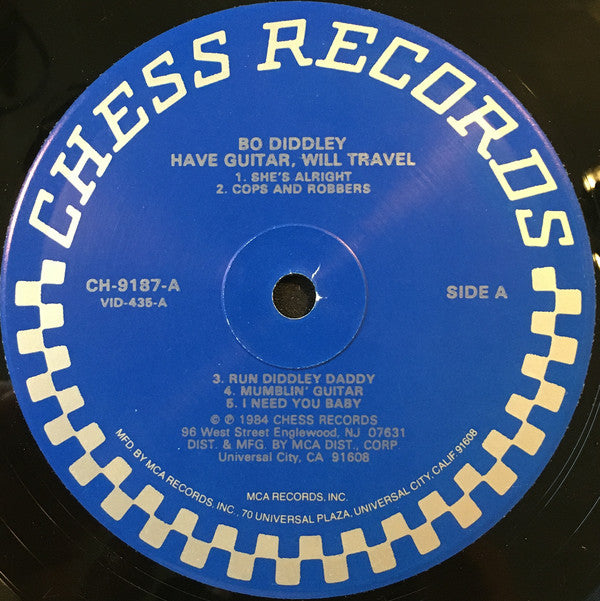 CHESS RECORDS
BO DIDDLEY
HAVE GUITAR, WILL TRAVEL
1. SHE'S ALRIGHT
2. COPS AND ROBBERS
CH-9187-A
VID-435-A
SIDE A
3. RUN DIDDLEY DADDY
4. MUMBLIN' GUITAR
5. I NEED YOU BABY
© ℗ 1984 CHESS RECORDS
96 West Street Englewood, NJ 07631
DIST. & MFG. BY MCA DIST., CORP.
Universal City, CA 91608
MCA RECORDS, INC.
MFD BY MCA RECORDS, INC., 70 UNIVERSAL PLAZA, UNIVERSAL CITY, CALIF. 91608